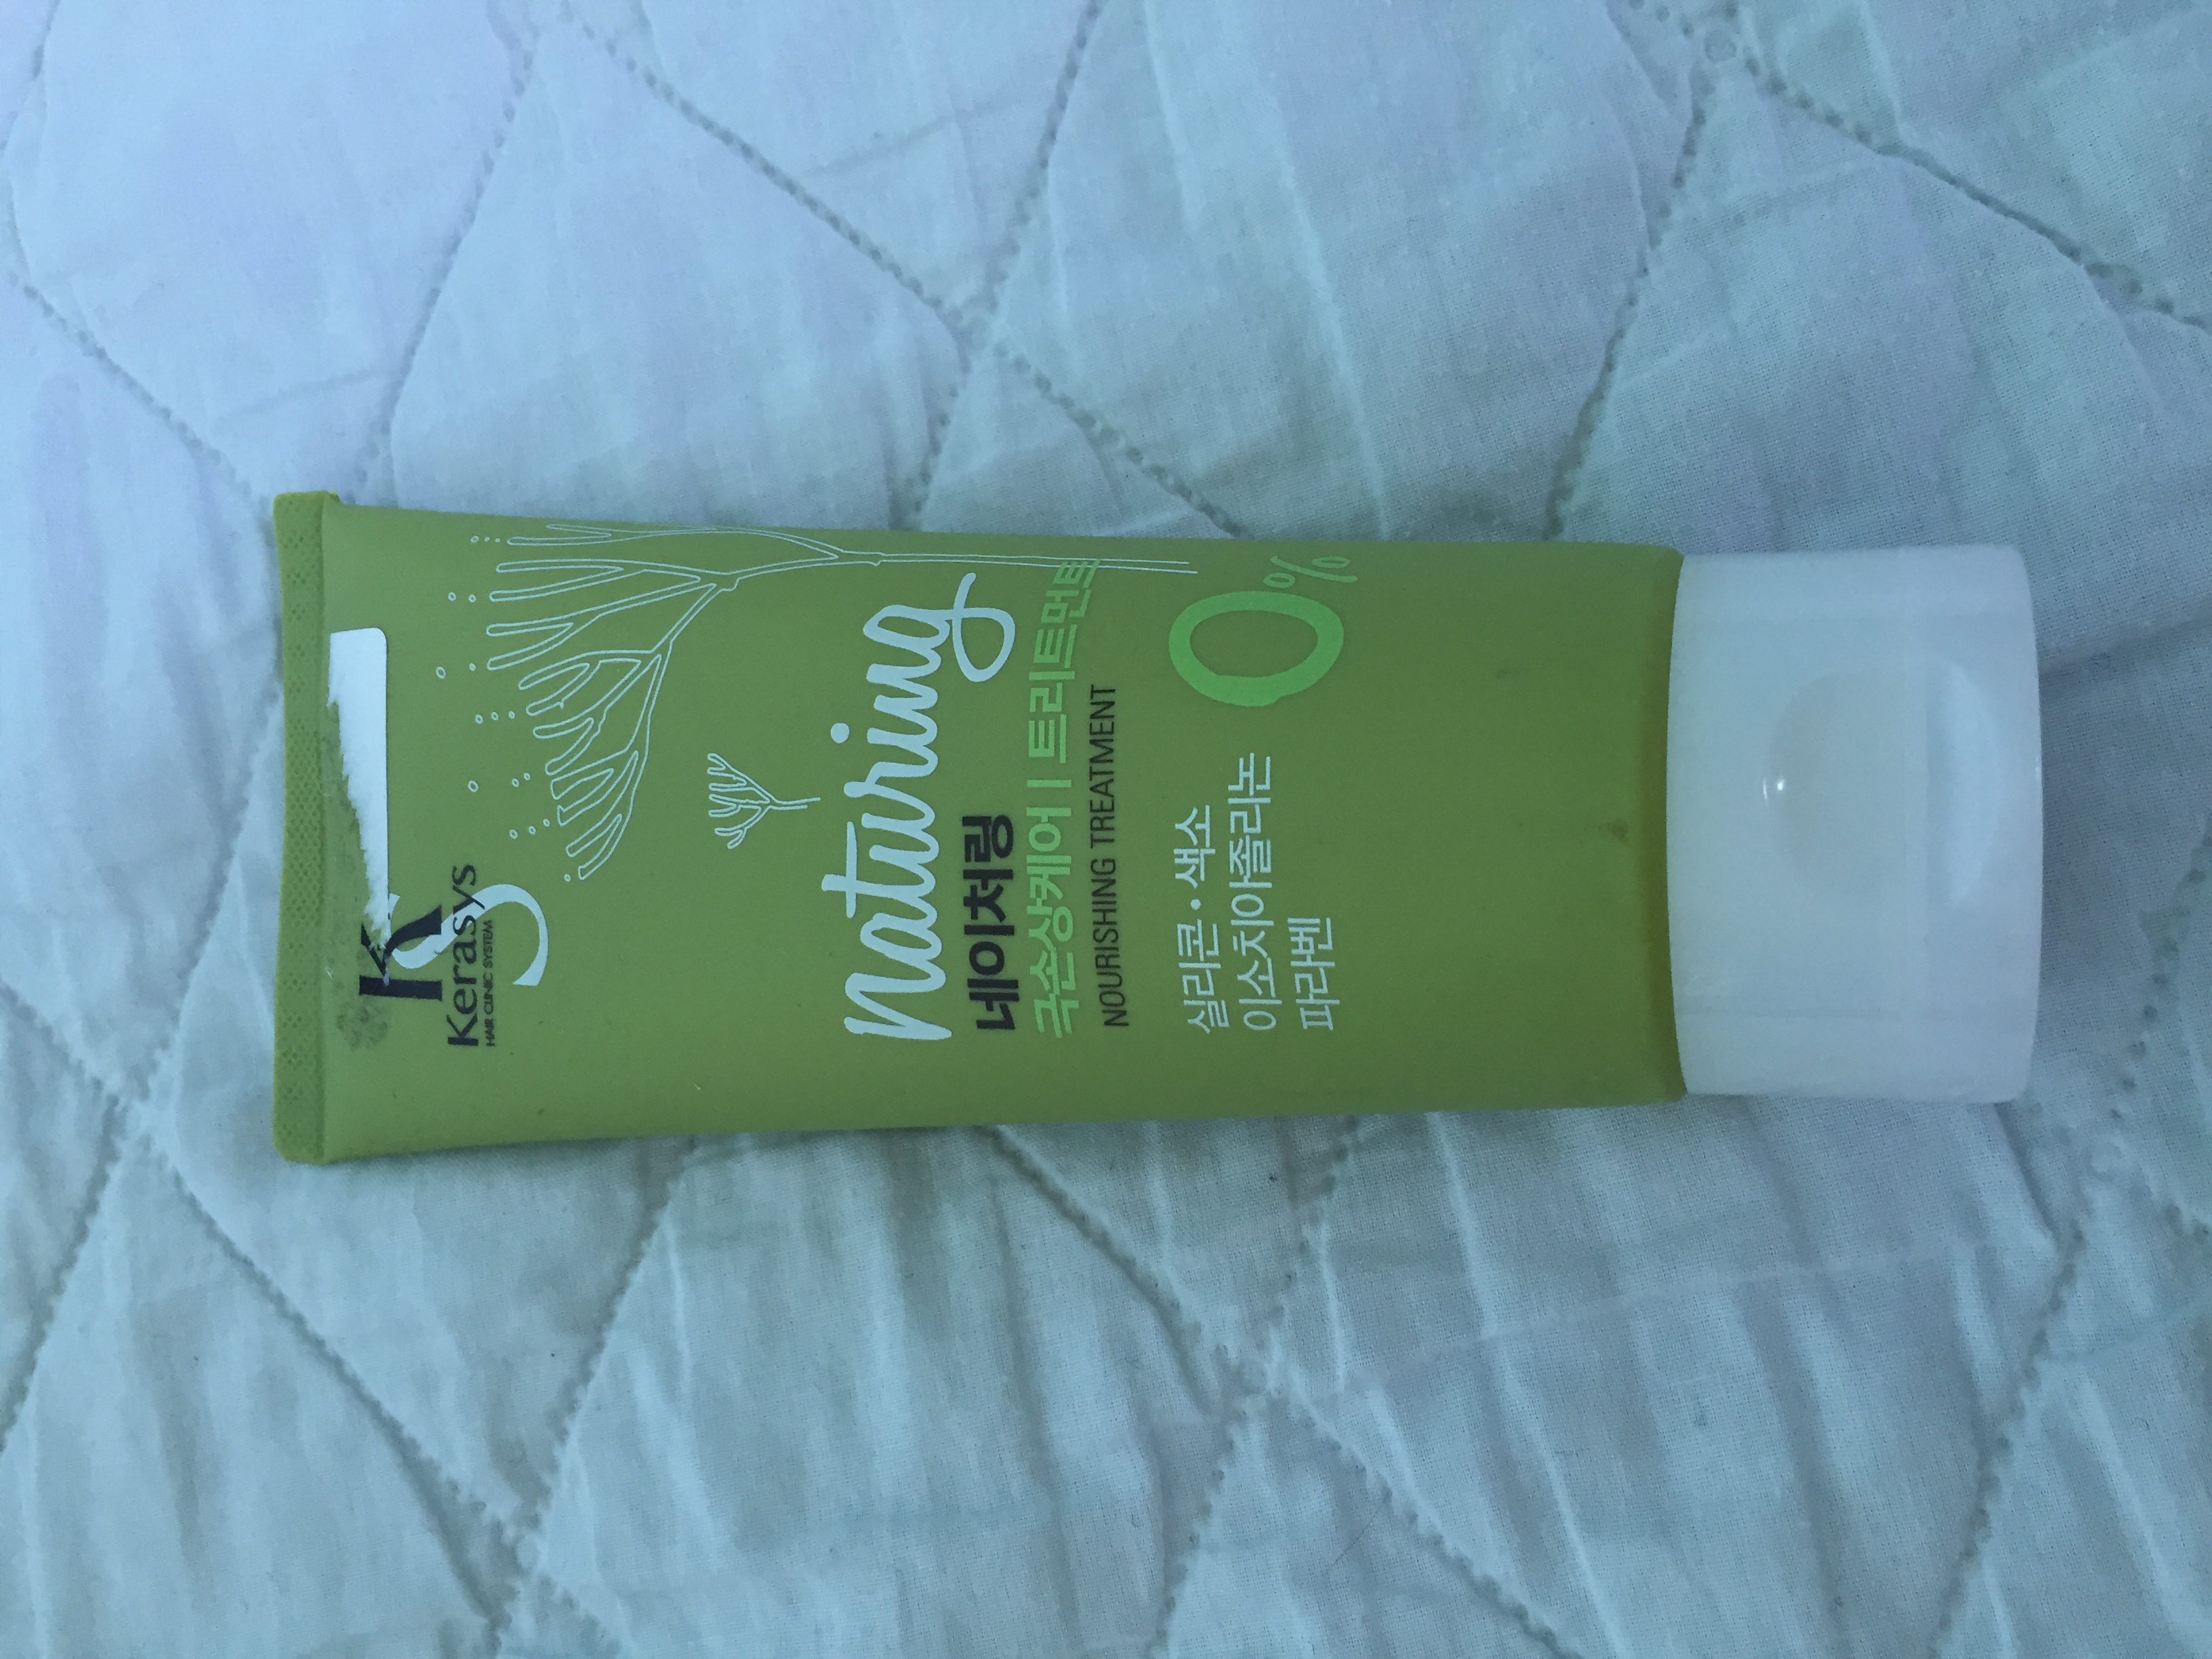 Ks
Kerasys
HAIR CLINIC SYSTEM
naturing
네이처링
극손상케어 | 트리트먼트
NOURISHING TREATMENT
실리콘·색소
이소치아졸리논
파라벤
0%